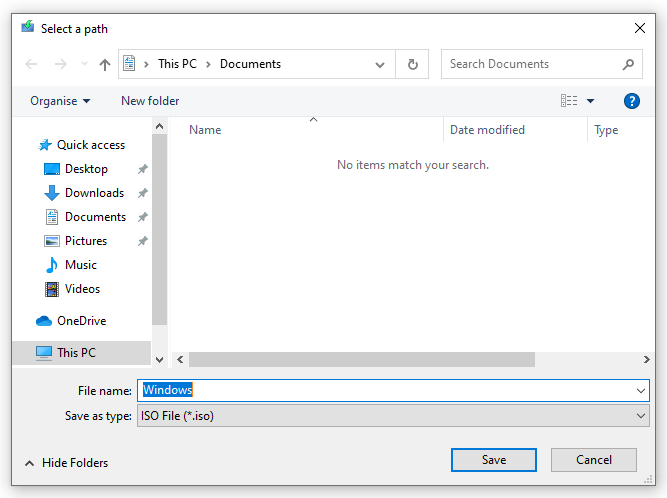 Select a path
This PC Documents
Search Documents
Organise New folder
?
Name Date modified Type
No items match your search.
Quick access
Desktop
Downloads
Documents
Pictures
Music
Videos
OneDrive
This PC
File name: Windows
Save as type: ISO File (*.iso)
Hide Folders Save Cancel